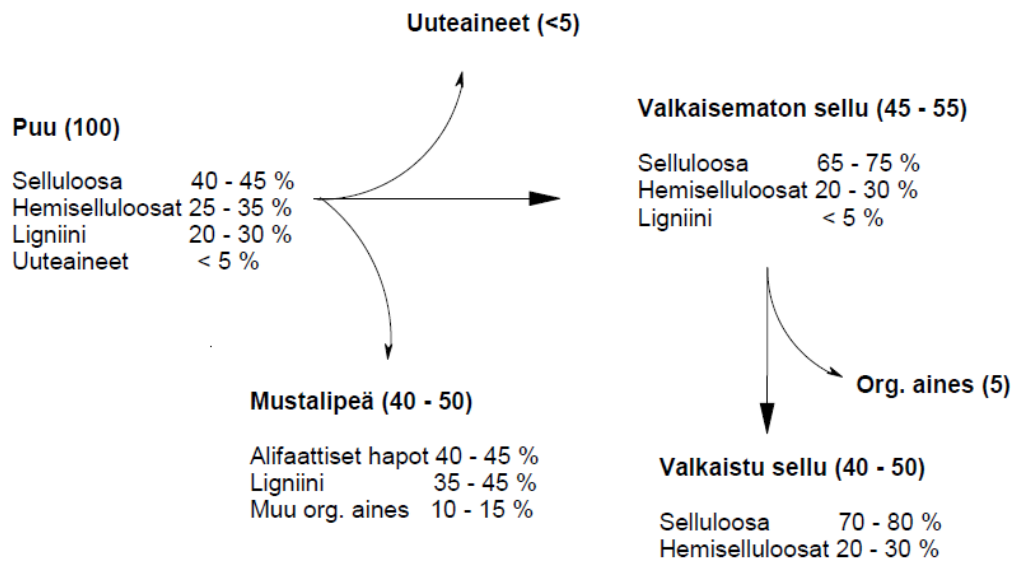 Uuteaineet (<5)
Puu (100)
Selluloosa 40 - 45 %
Hemiselluloosat 25 - 35 %
Ligniini 20 - 30 %
Uuteaineet < 5 %
Valkaisematon sellu (45 - 55)
Selluloosa 65 - 75 %
Hemiselluloosat 20 - 30 %
Ligniini < 5 %
Mustalipeä (40 - 50)
Alifaattiset hapot 40 - 45 %
Ligniini 35 - 45 %
Muu org. aines 10 - 15 %
Org. aines (5)
Valkaistu sellu (40 - 50)
Selluloosa 70 - 80 %
Hemiselluloosat 20 - 30 %